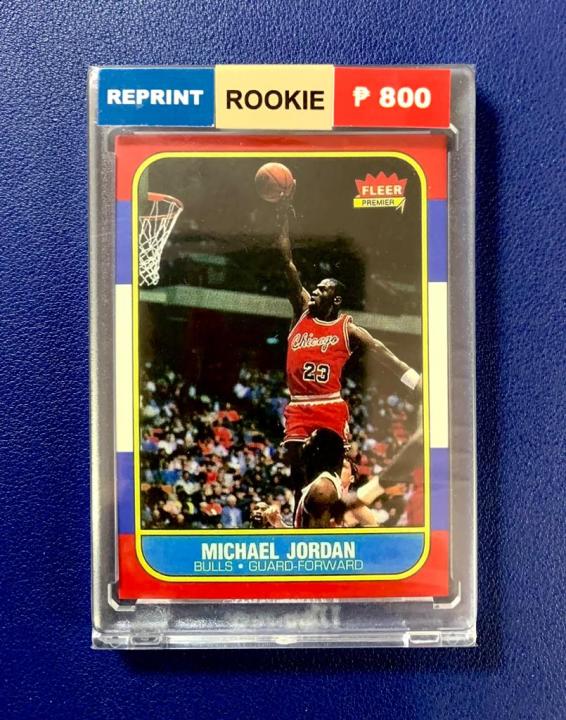 REPRINT
ROOKIE
₱ 800
FLEER
PREMIER
Chicago
23
MICHAEL JORDAN
BULLS • GUARD-FORWARD